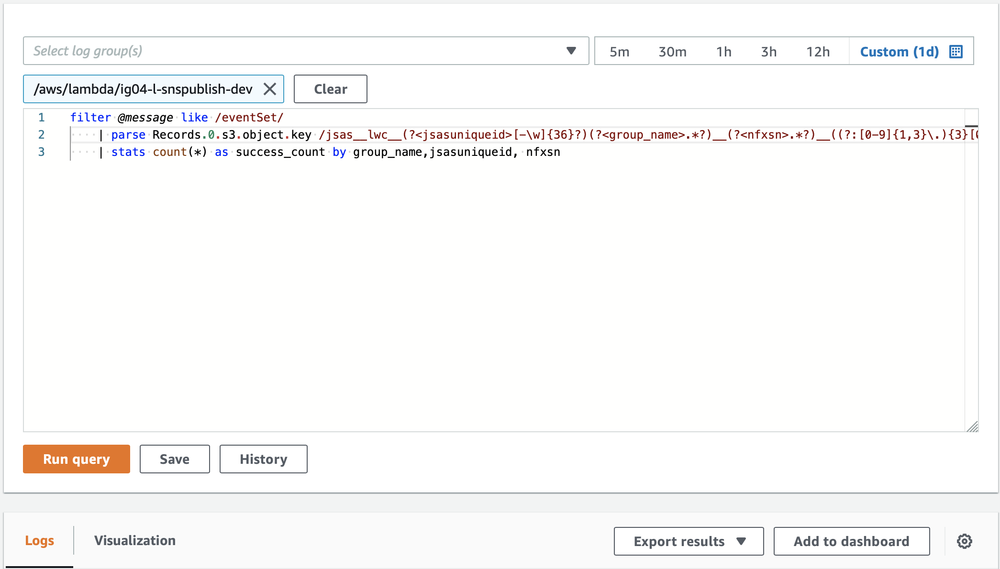 Select log group(s)
5m 30m 1h 3h 12h Custom (1d)
/aws/lambda/ig04-l-snspublish-dev Clear
1 filter @message like /eventSet/
2 | parse Records.0.s3.object.key /jsas__lwc__(?<jsasuniqueid>[-\w]{36}?)(?<group_name>.*?)__(?<nfxsn>.*?)__((?:[0-9]{1,3}\.){3}[
3 | stats count(*) as success_count by group_name,jsasuniqueid, nfxsn
Run query Save History
Logs Visualization Export results Add to dashboard